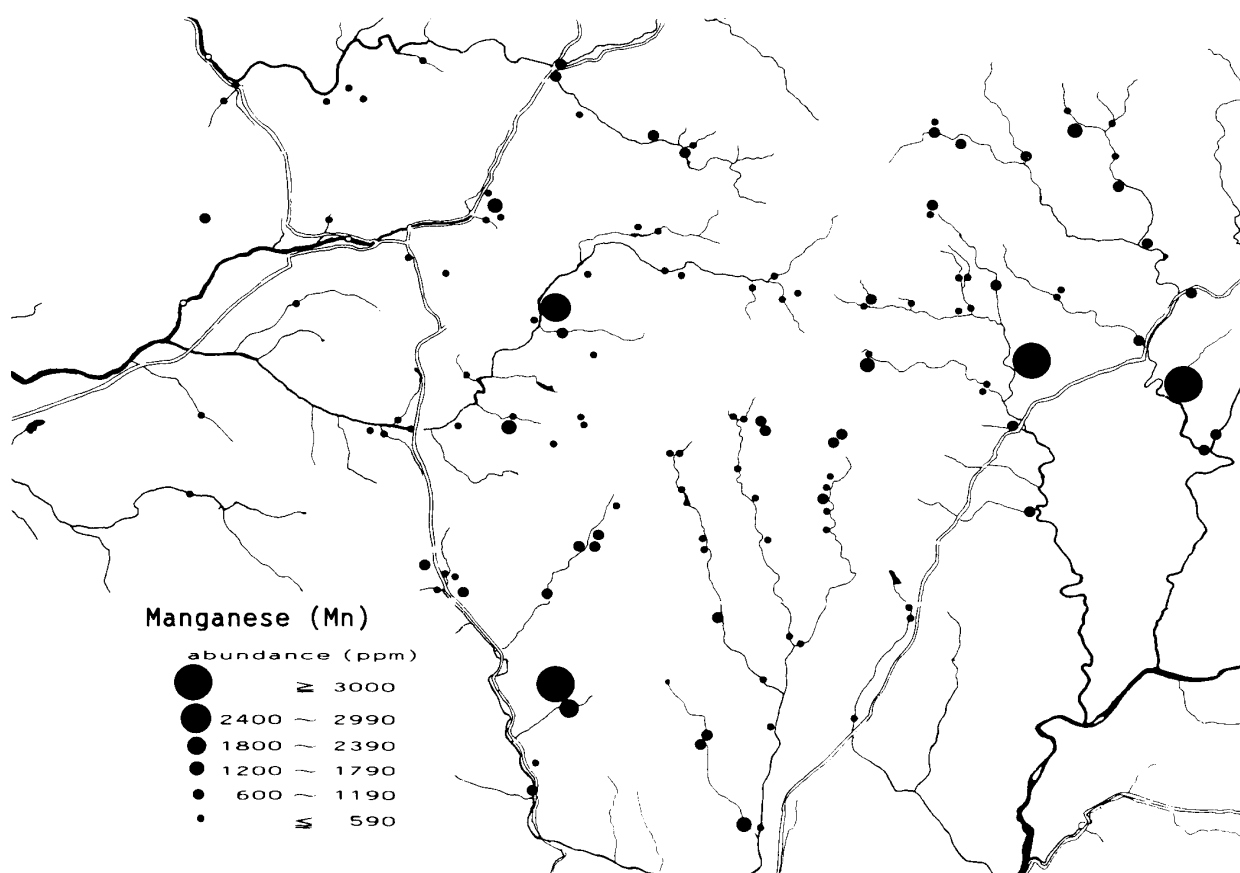 Manganese (Mn)
abundance (ppm)
≧ 3000
2400 ~ 2990
1800 ~ 2390
1200 ~ 1790
600 ~ 1190
≦ 590